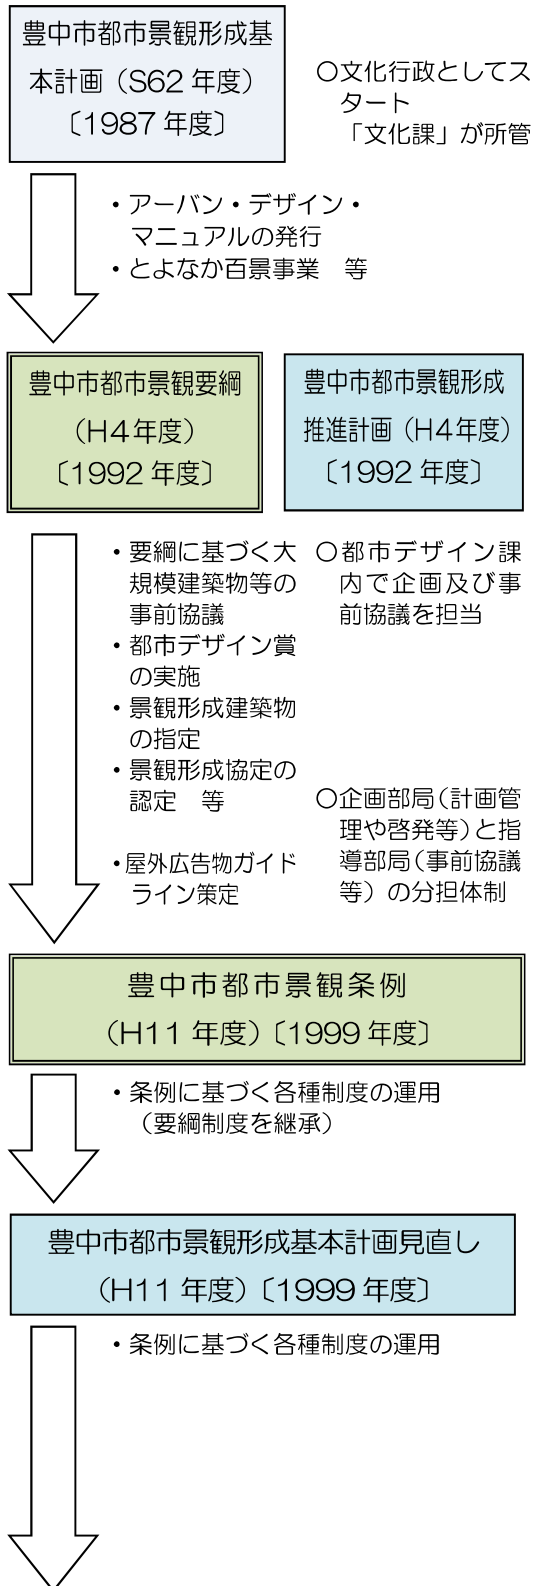 豊中市都市景観形成基
本計画（S62 年度）
〔1987 年度〕
○文化行政としてス
タート
「文化課」が所管
・アーバン・デザイン・
マニュアルの発行
・とよなか百景事業　等
豊中市都市景観要綱
（H4年度）
〔1992 年度〕
豊中市都市景観形成
推進計画（H4年度）
〔1992 年度〕
・要綱に基づく大
規模建築物等の
事前協議
・都市デザイン賞
の実施
・景観形成建築物
の指定
・景観形成協定の
認定　等
・屋外広告物ガイド
ライン策定
○都市デザイン課
内で企画及び事
前協議を担当
○企画部局（計画管
理や啓発等）と指
導部局（事前協議
等）の分担体制
豊中市都市景観条例
（H11 年度）〔1999 年度〕
・条例に基づく各種制度の運用
（要綱制度を継承）
豊中市都市景観形成基本計画見直し
（H11 年度）〔1999 年度〕
・条例に基づく各種制度の運用